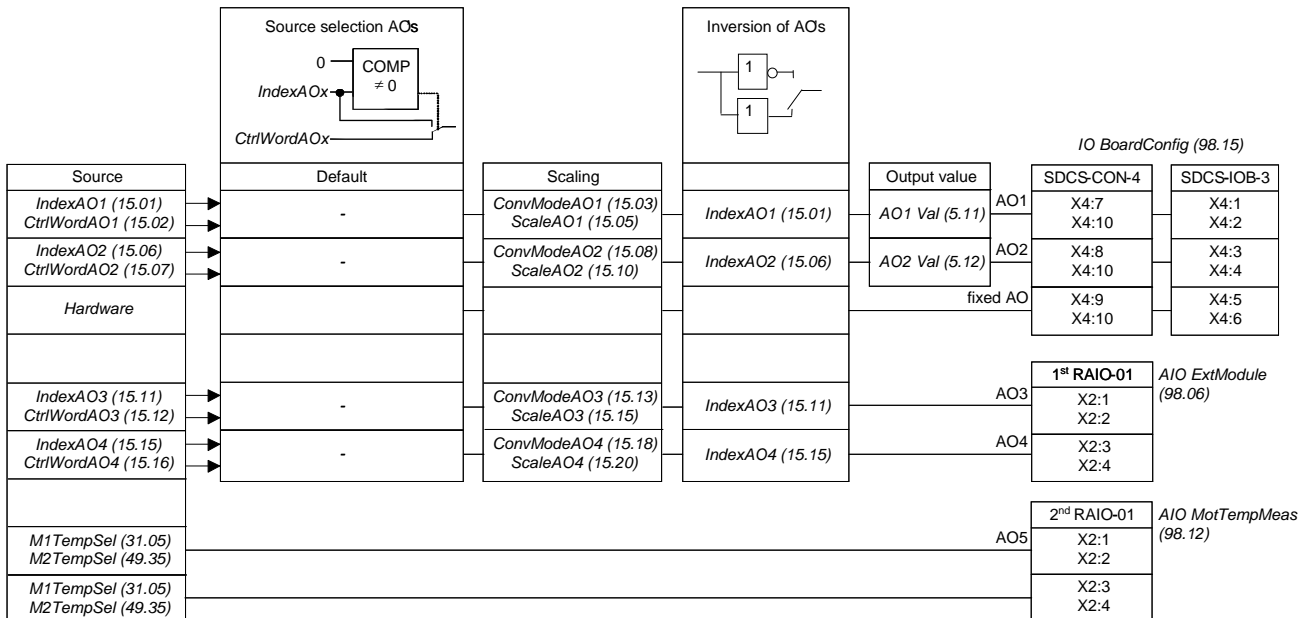 Source selection AO's
Inversion of AO's
0
COMP
≠ 0
IndexAOx
CtrlWordAOx
1
1
IO BoardConfig (98.15)
Source
Default
Scaling
Output value
SDCS-CON-4
SDCS-IOB-3
IndexAO1 (15.01)
CtrlWordAO1 (15.02)
-
ConvModeAO1 (15.03)
ScaleAO1 (15.05)
IndexAO1 (15.01)
AO1 Val (5.11)
AO1
X4:7
X4:10
X4:1
X4:2
IndexAO2 (15.06)
CtrlWordAO2 (15.07)
-
ConvModeAO2 (15.08)
ScaleAO2 (15.10)
IndexAO2 (15.06)
AO2 Val (5.12)
AO2
X4:8
X4:10
X4:3
X4:4
Hardware
fixed AO
X4:9
X4:10
X4:5
X4:6
1st RAIO-01
AIO ExtModule
(98.06)
IndexAO3 (15.11)
CtrlWordAO3 (15.12)
-
ConvModeAO3 (15.13)
ScaleAO3 (15.15)
IndexAO3 (15.11)
AO3
X2:1
X2:2
IndexAO4 (15.15)
CtrlWordAO4 (15.16)
-
ConvModeAO4 (15.18)
ScaleAO4 (15.20)
IndexAO4 (15.15)
AO4
X2:3
X2:4
2nd RAIO-01
AIO MotTempMeas
(98.12)
M1TempSel (31.05)
M2TempSel (49.35)
AO5
X2:1
X2:2
M1TempSel (31.05)
M2TempSel (49.35)
X2:3
X2:4